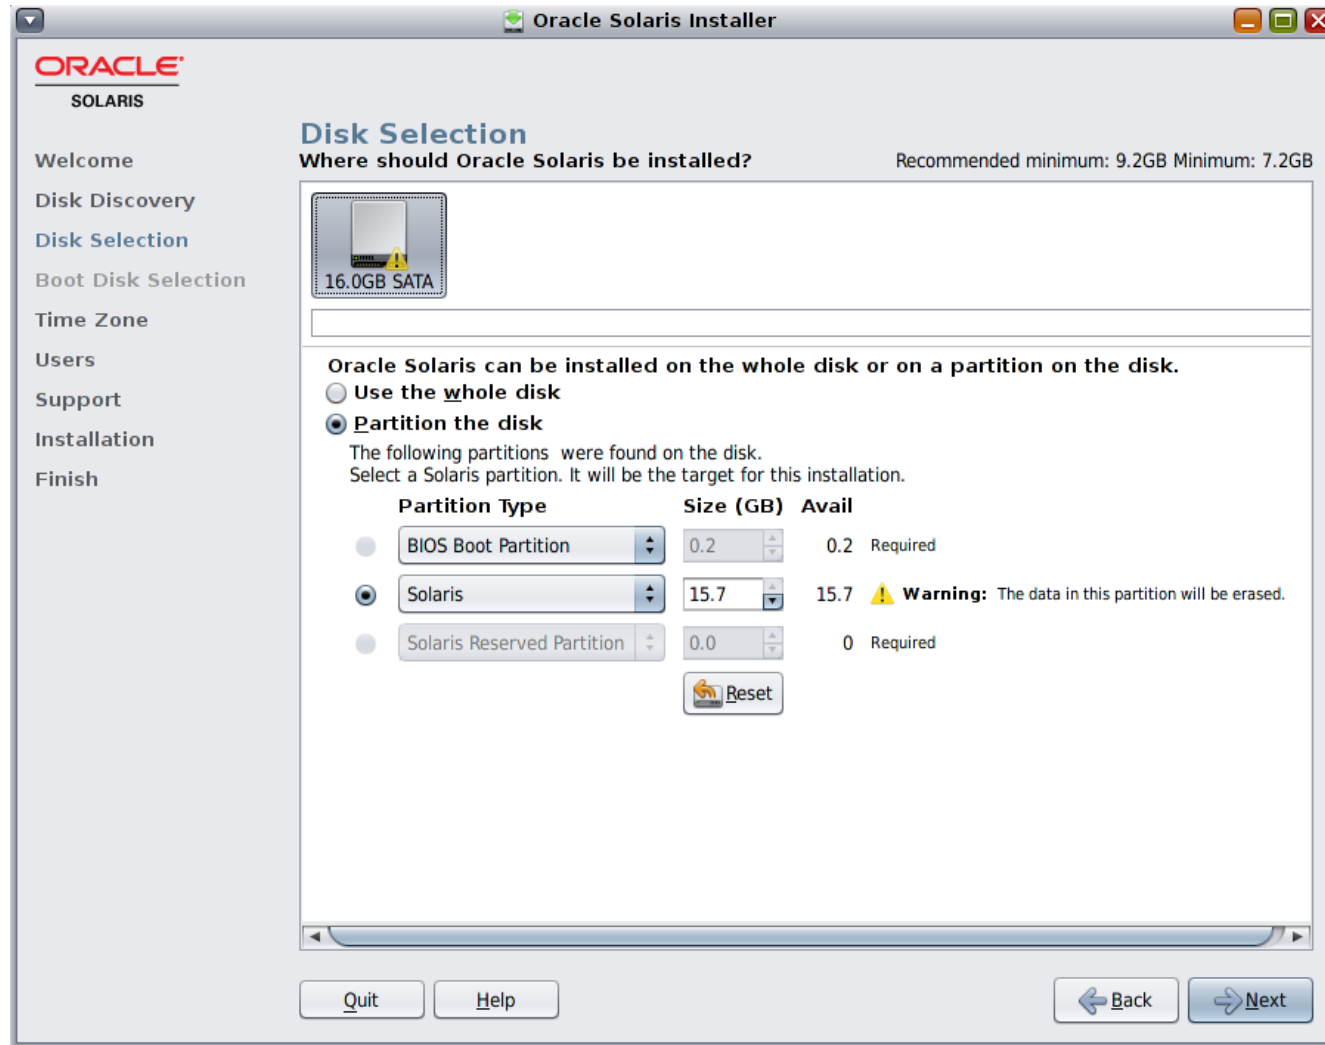 Oracle Solaris Installer
ORACLE
SOLARIS
Disk Selection
Where should Oracle Solaris be installed? Recommended minimum: 9.2GB Minimum: 7.2GB
Welcome
Disk Discovery
Disk Selection
Boot Disk Selection
Time Zone
Users
Support
Installation
Finish
16.0GB SATA
Oracle Solaris can be installed on the whole disk or on a partition on the disk.
Use the whole disk
Partition the disk
The following partitions were found on the disk.
Select a Solaris partition. It will be the target for this installation.
Partition Type Size (GB) Avail
BIOS Boot Partition 0.2 0.2 Required
Solaris 15.7 15.7 Warning: The data in this partition will be erased.
Solaris Reserved Partition 0.0 0 Required
Reset
Quit Help Back Next